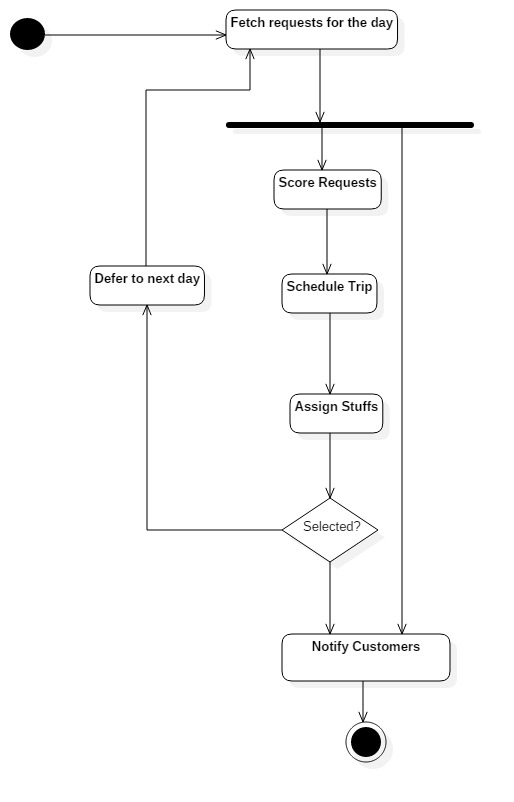 Fetch requests for the day
Score Requests
Defer to next day
Schedule Trip
Assign Stuffs
Selected?
Notify Customers